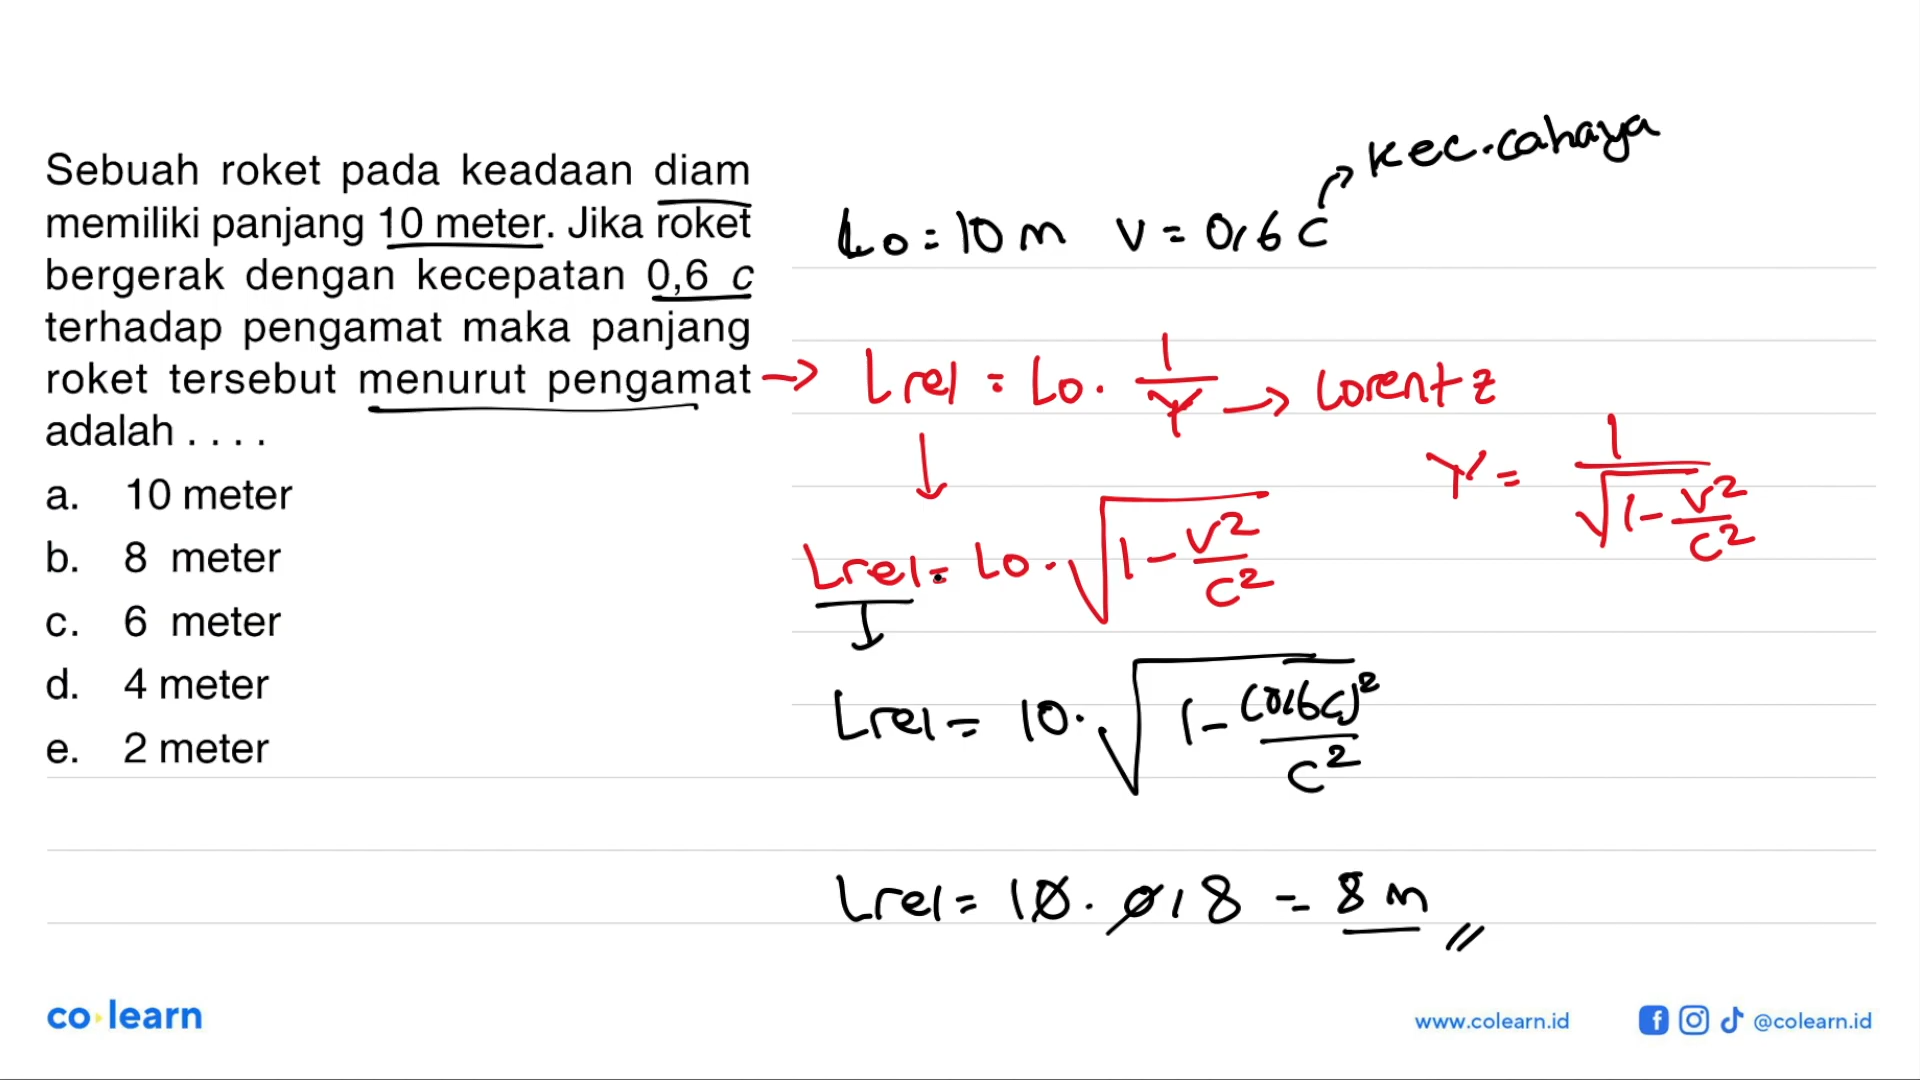 Sebuah roket pada keadaan diam
memiliki panjang 10 meter. Jika roket
bergerak dengan kecepatan 0,6 c
terhadap pengamat maka panjang
roket tersebut menurut pengamat
adalah . . . .
a. 10 meter
b. 8 meter
c. 6 meter
d. 4 meter
e. 2 meter
Kec. cahaya
Lo = 10 m V = 0,6 C
→ Lrel = Lo . 1/γ → Lorentz
γ = 1/√(1 - V²/C²)
Lrel = Lo . √(1 - V²/C²)
Lrel = 10 . √(1 - (0,6C)²/C²)
Lrel = 10 . 0,8 = 8 m //
co learn
www.colearn.id
@colearn.id